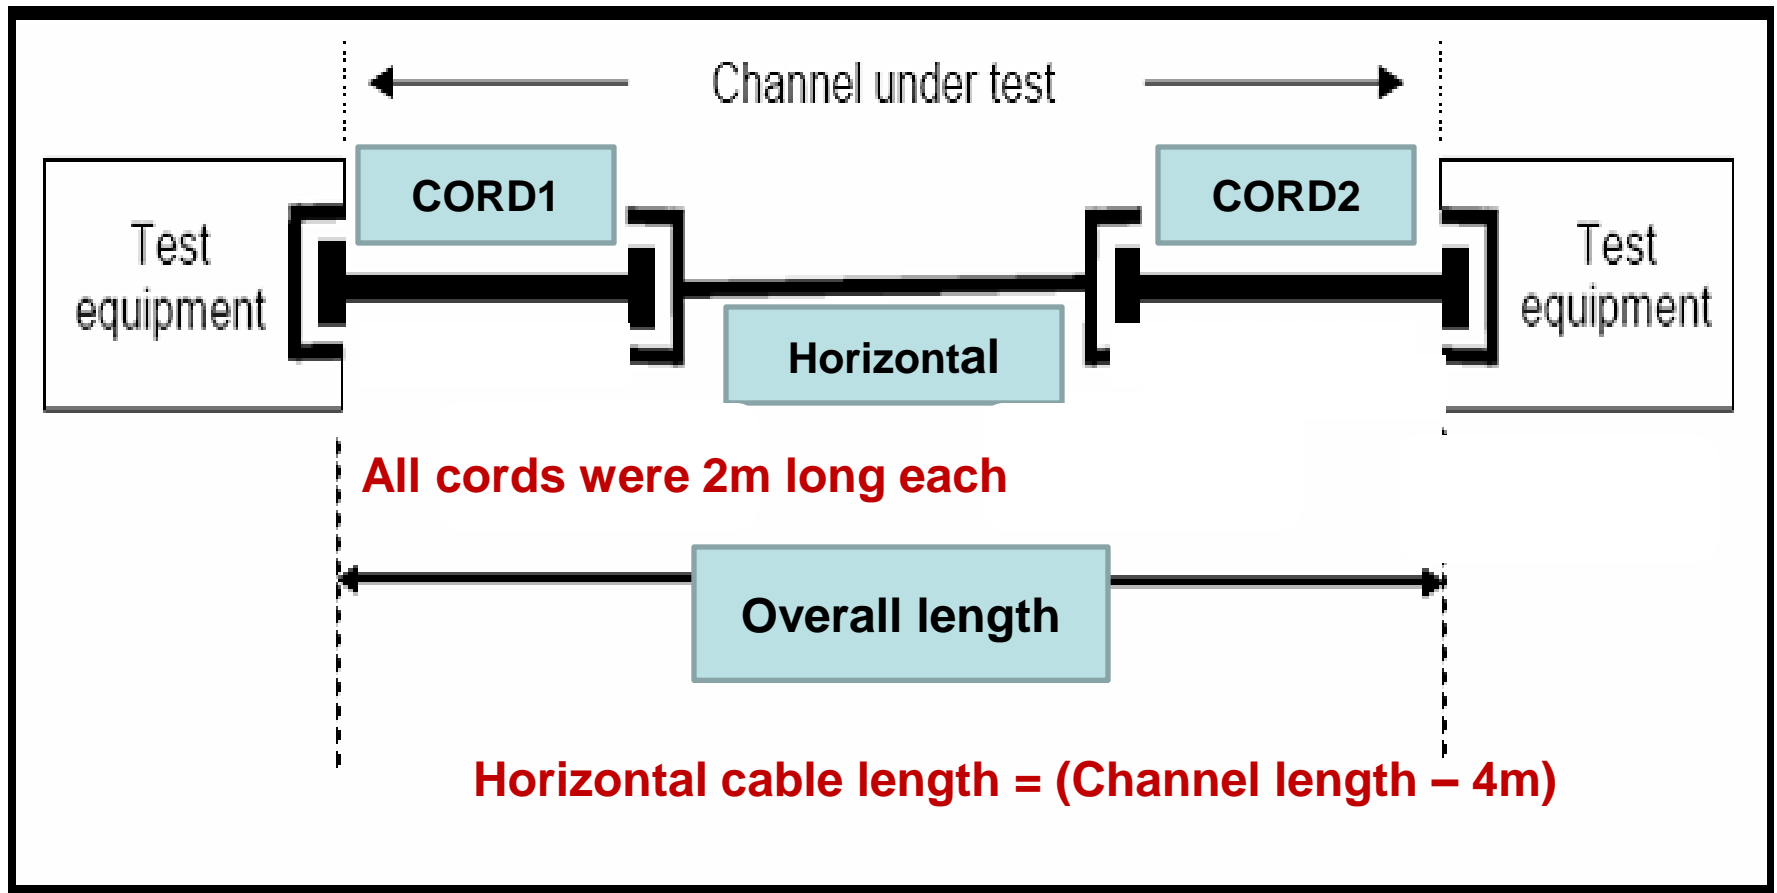 Channel under test
CORD1
CORD2
Test
equipment
Test
equipment
Horizontal
All cords were 2m long each
Overall length
Horizontal cable length = (Channel length – 4m)